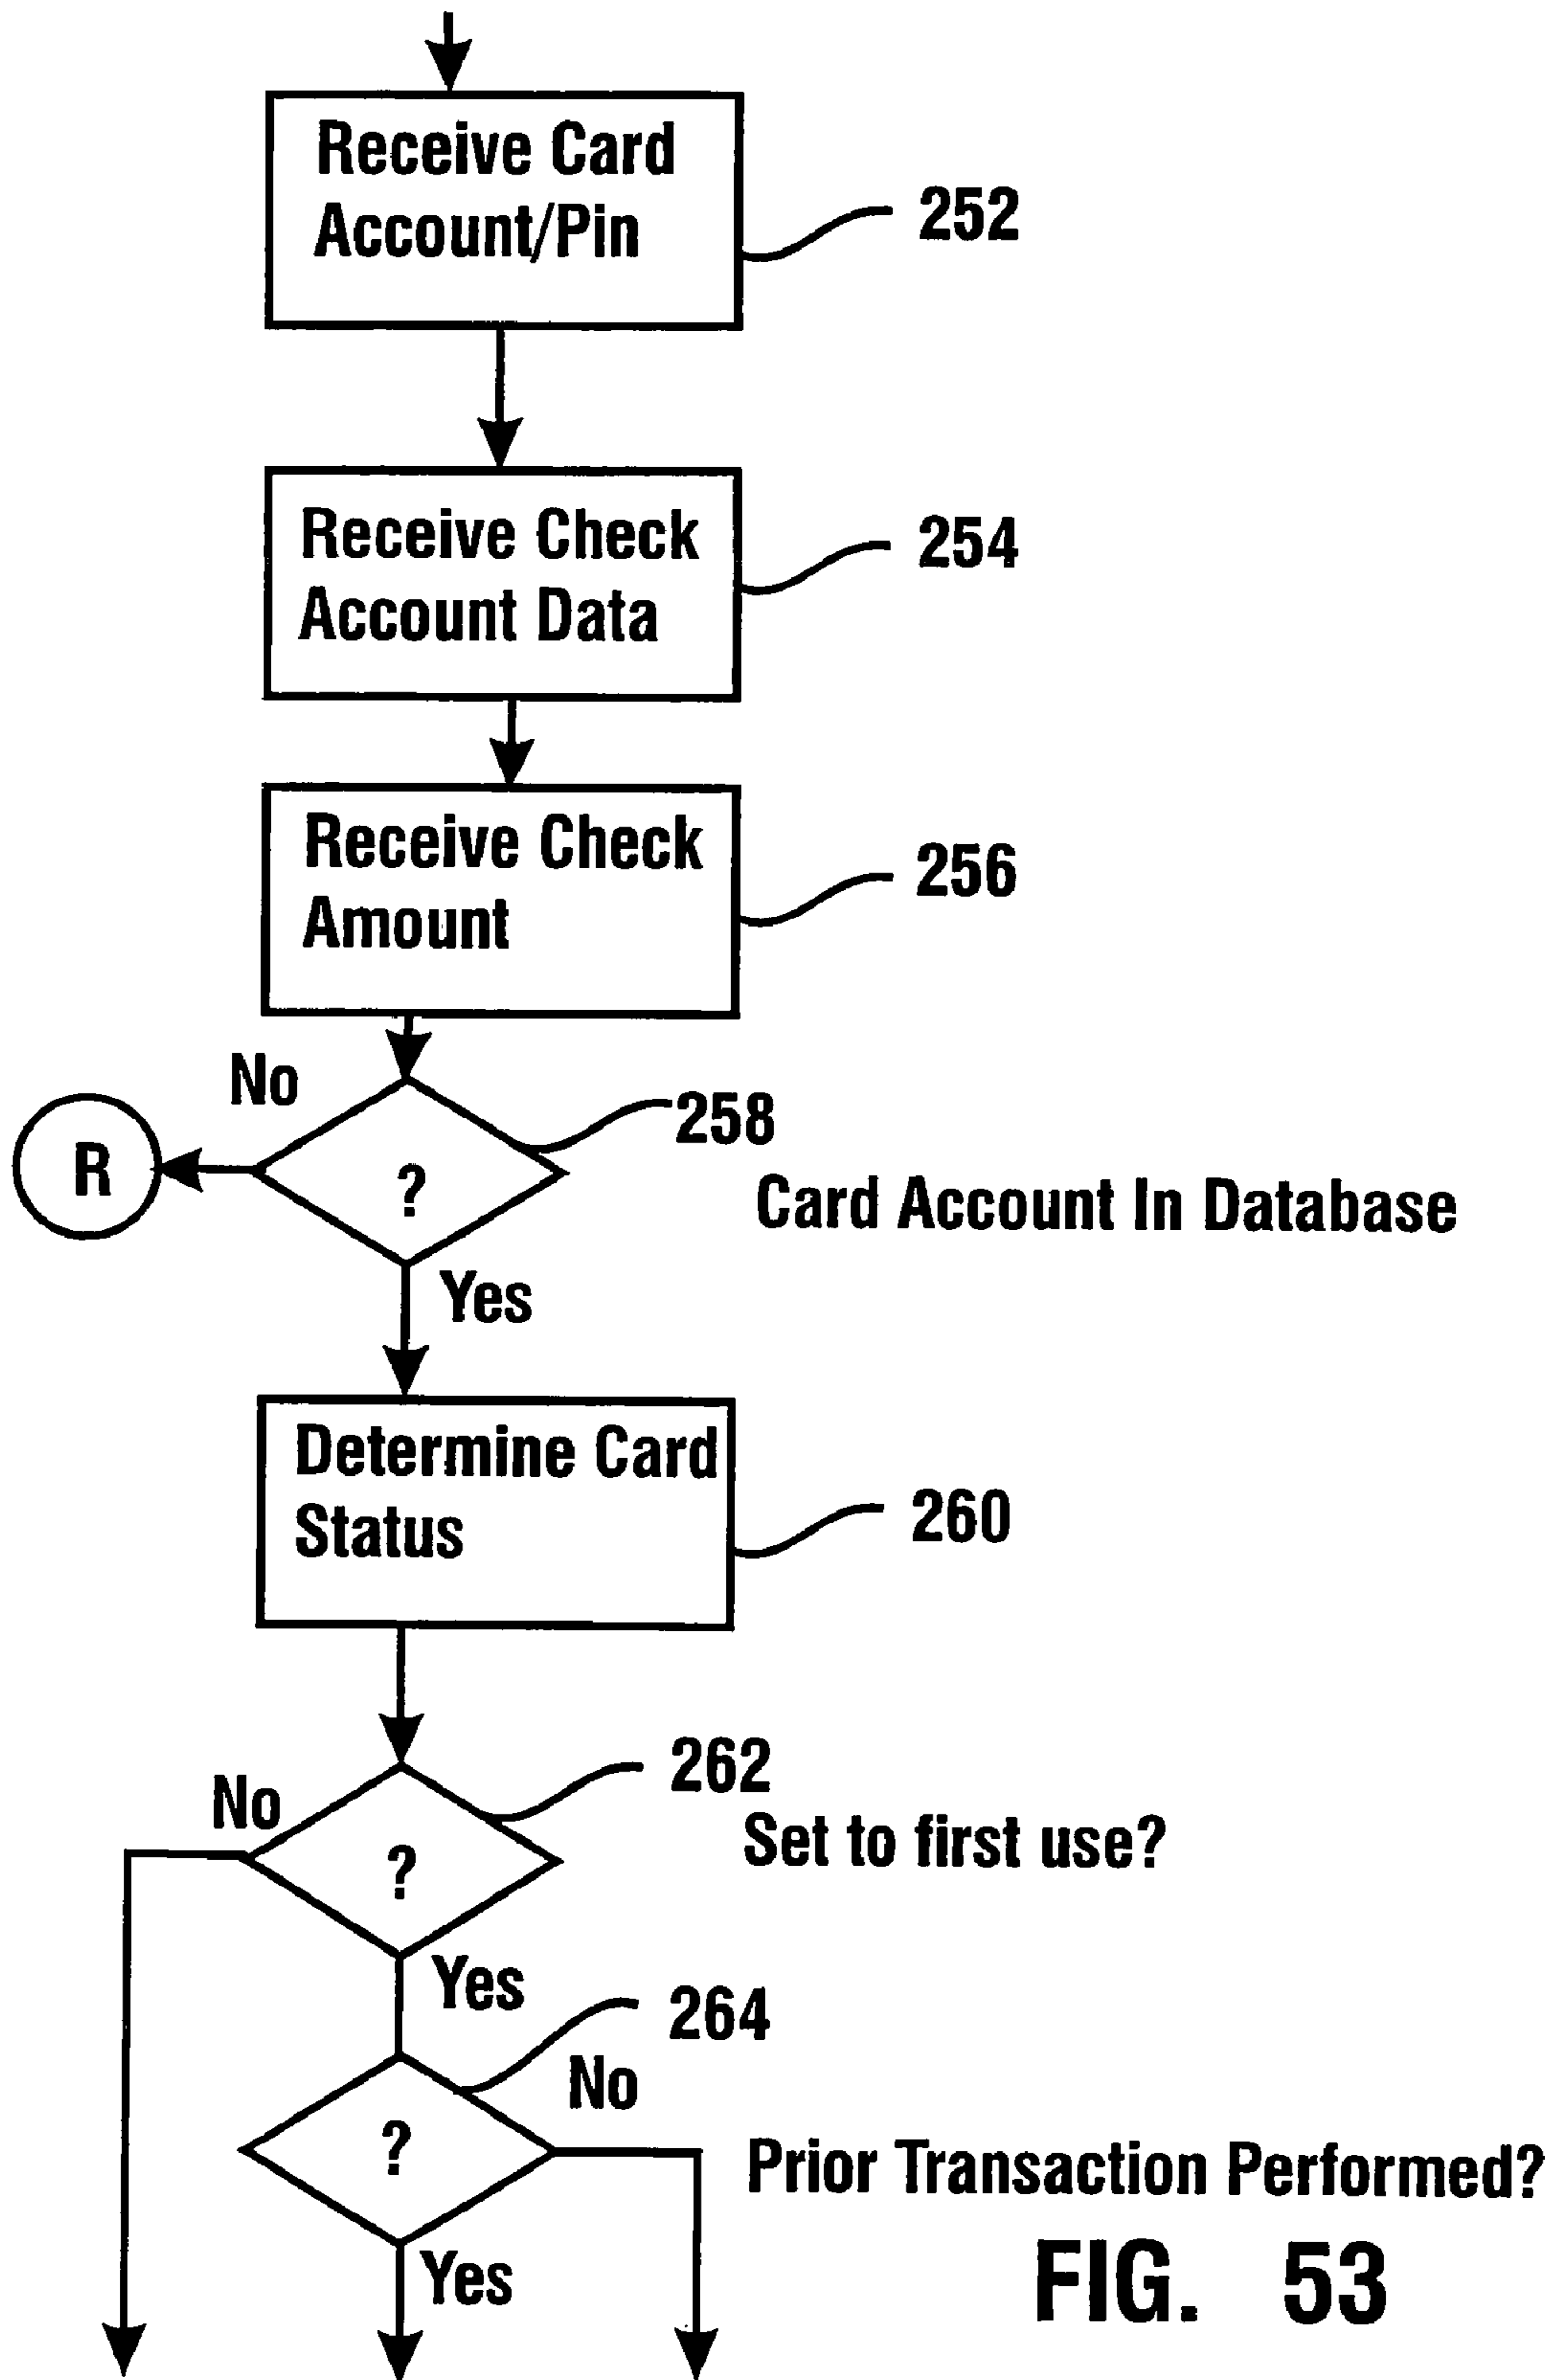 Receive Card
Account/Pin
252
Receive Check
Account Data
254
Receive Check
Amount
256
No
258
R
?
Card Account In Database
Yes
Determine Card
Status
260
No
262
?
Set to first use?
Yes
264
No
?
Prior Transaction Performed?
Yes
FIG. 53